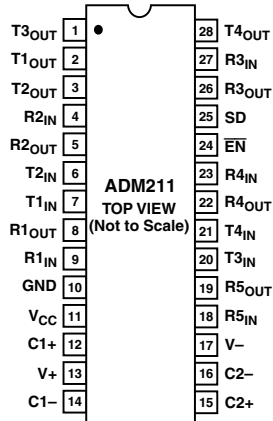 T3OUT 1 28 T4OUT
T1OUT 2 27 R3IN
T2OUT 3 26 R3OUT
R2IN 4 25 SD
R2OUT 5 24 EN
T2IN 6 23 R4IN
ADM211
T1IN 7 22 R4OUT
TOP VIEW
(Not to Scale)
R1OUT 8 21 T4IN
R1IN 9 20 T3IN
GND 10 19 R5OUT
VCC 11 18 R5IN
C1+ 12 17 V–
V+ 13 16 C2–
C1– 14 15 C2+